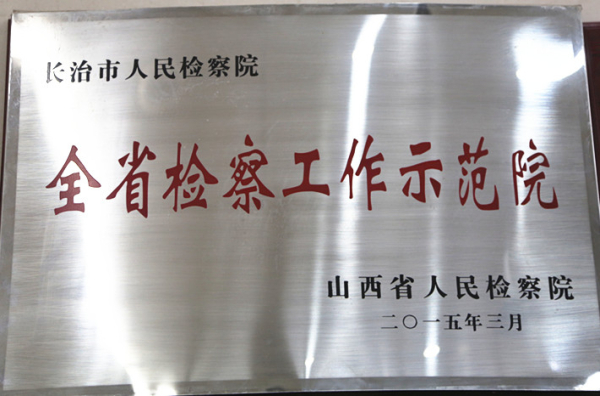 长治市人民检察院
全省检察工作示范院
山西省人民检察院
二〇一五年三月